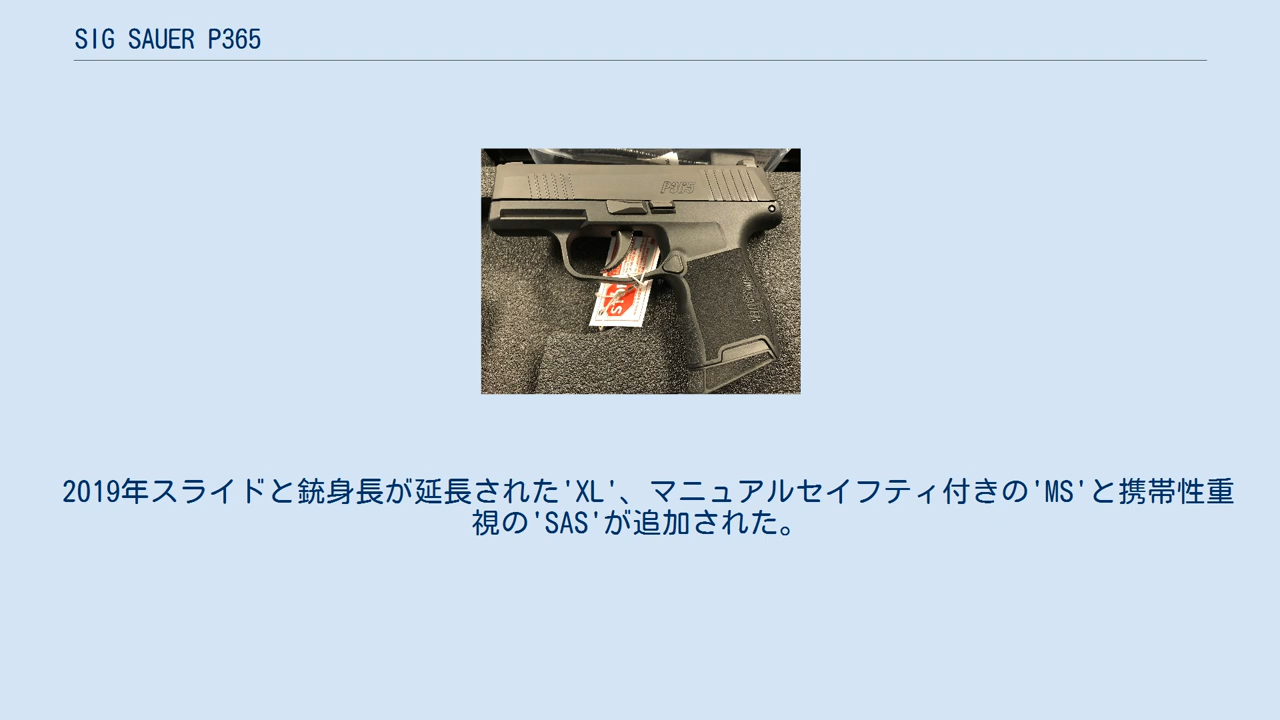 SIG SAUER P365
P365
STOP
2019年スライドと銃身長が延長された'XL'、マニュアルセイフティ付きの'MS'と携帯性重
視の'SAS'が追加された。